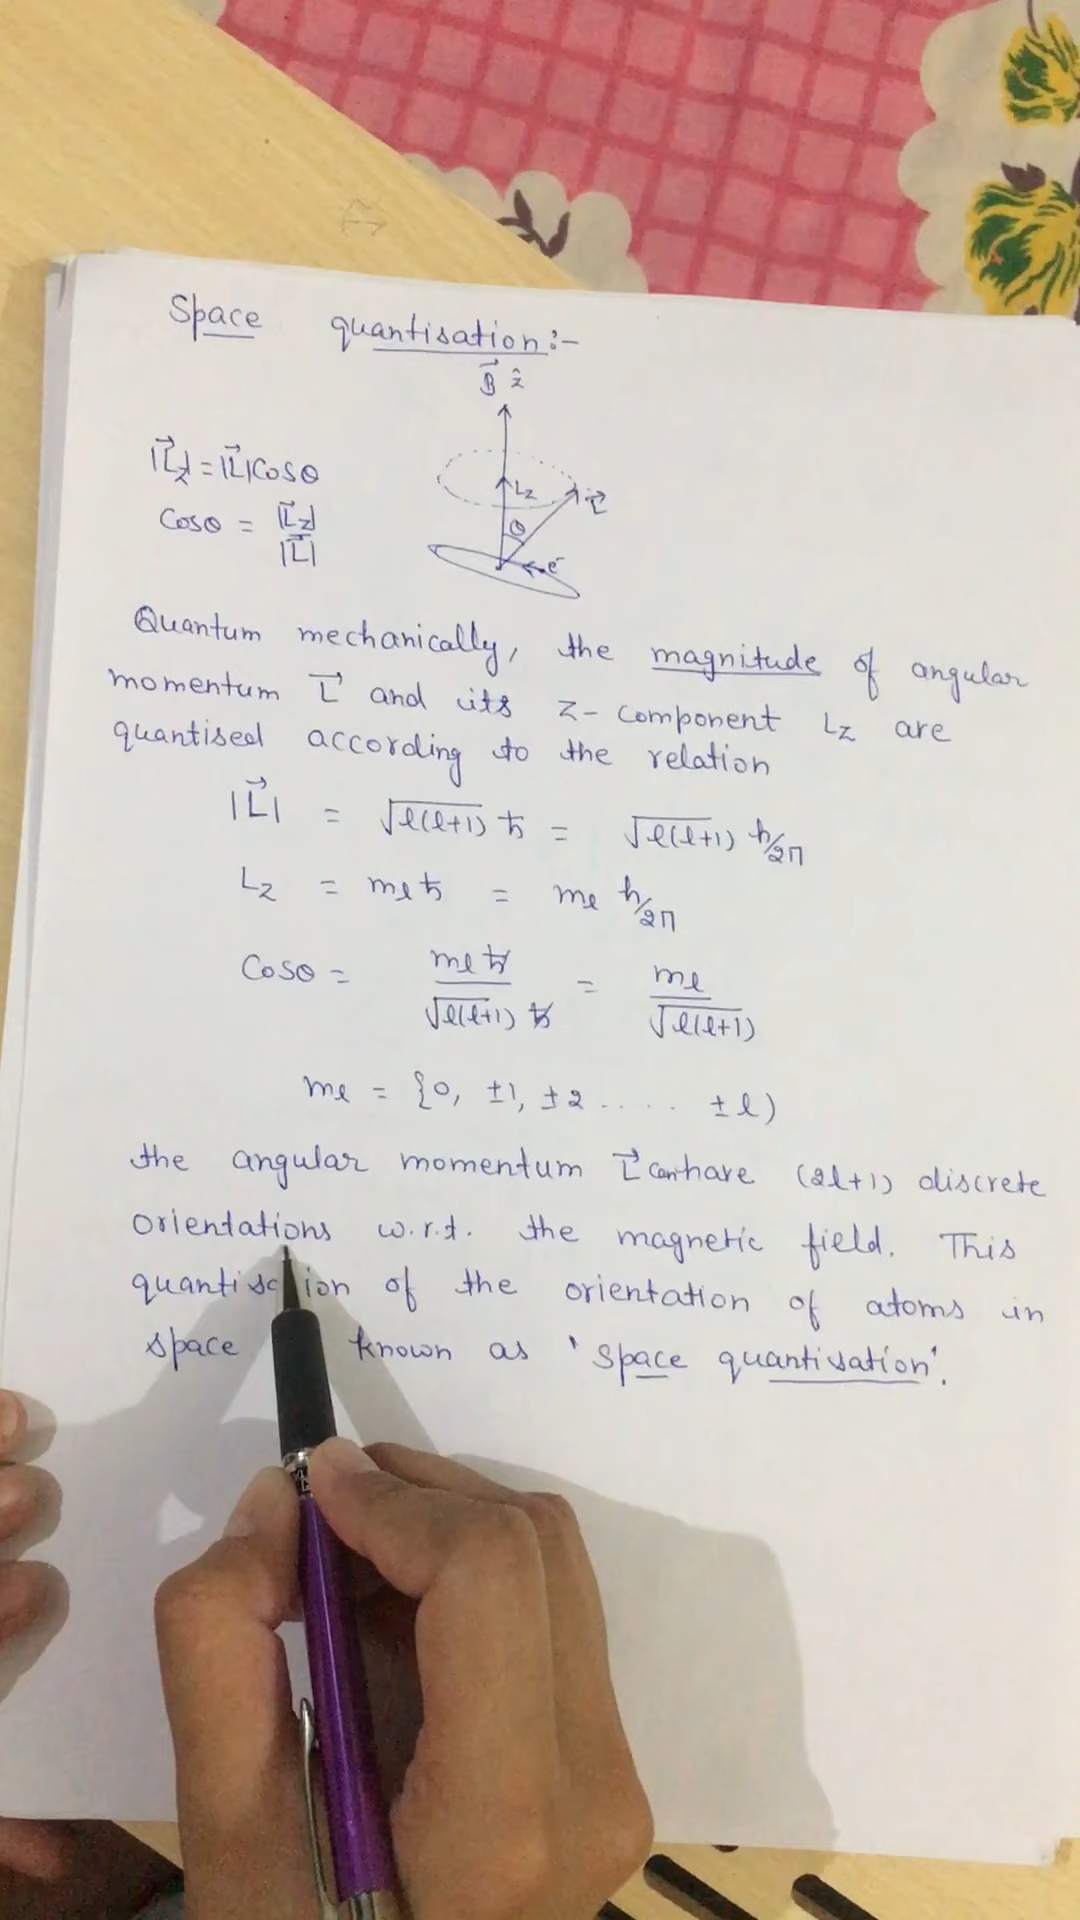 Space quantisation:-
B⃗ ẑ
|L⃗z| = |L⃗|Cosθ
Lz
L⃗
Cosθ = |L⃗z| / |L⃗|
θ
e⁻
Quantum mechanically, the magnitude of angular
momentum L⃗ and its z-component Lz are
quantised according to the relation
|L⃗| = √l(l+1) ħ = √l(l+1) h/2π
Lz = ml ħ = ml h/2π
Cosθ = ml ħ / √l(l+1) ħ = ml / √l(l+1)
ml = {0, ±1, ±2 ..... ±l)
the angular momentum L⃗ can have (2l+1) discrete
orientations w.r.t. the magnetic field. This
quantisation of the orientation of atoms in
space known as 'space quantisation'.